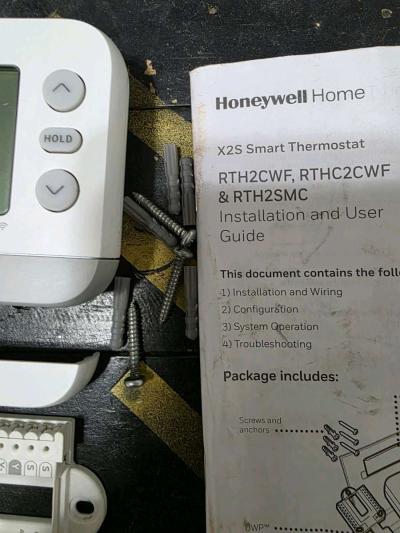 HOLD
Honeywell Home
X2S Smart Thermostat
RTH2CWF, RTHC2CWF
& RTH2SMC
Installation and User
Guide
This document contains the
1) Installation and Wiring
2) Configuration
3) System Operation
4) Troubleshooting
Package includes:
Screws and
anchors
UWP™
Y S S